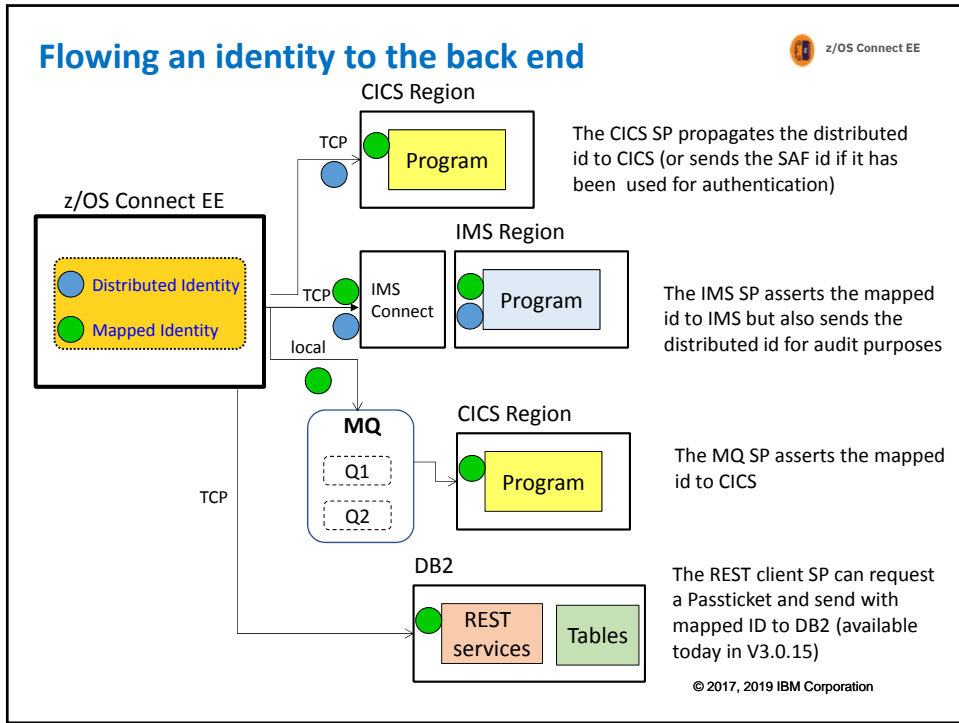 Flowing an identity to the back end
z/OS Connect EE
CICS Region
TCP
Program
The CICS SP propagates the distributed
id to CICS (or sends the SAF id if it has
been used for authentication)
z/OS Connect EE
Distributed Identity
Mapped Identity
IMS Region
TCP
IMS
Connect
Program
The IMS SP asserts the mapped
id to IMS but also sends the
distributed id for audit purposes
local
MQ
Q1
Q2
CICS Region
Program
The MQ SP asserts the mapped
id to CICS
TCP
DB2
REST
services
Tables
The REST client SP can request
a Passticket and send with
mapped ID to DB2 (available
today in V3.0.15)
© 2017, 2019 IBM Corporation